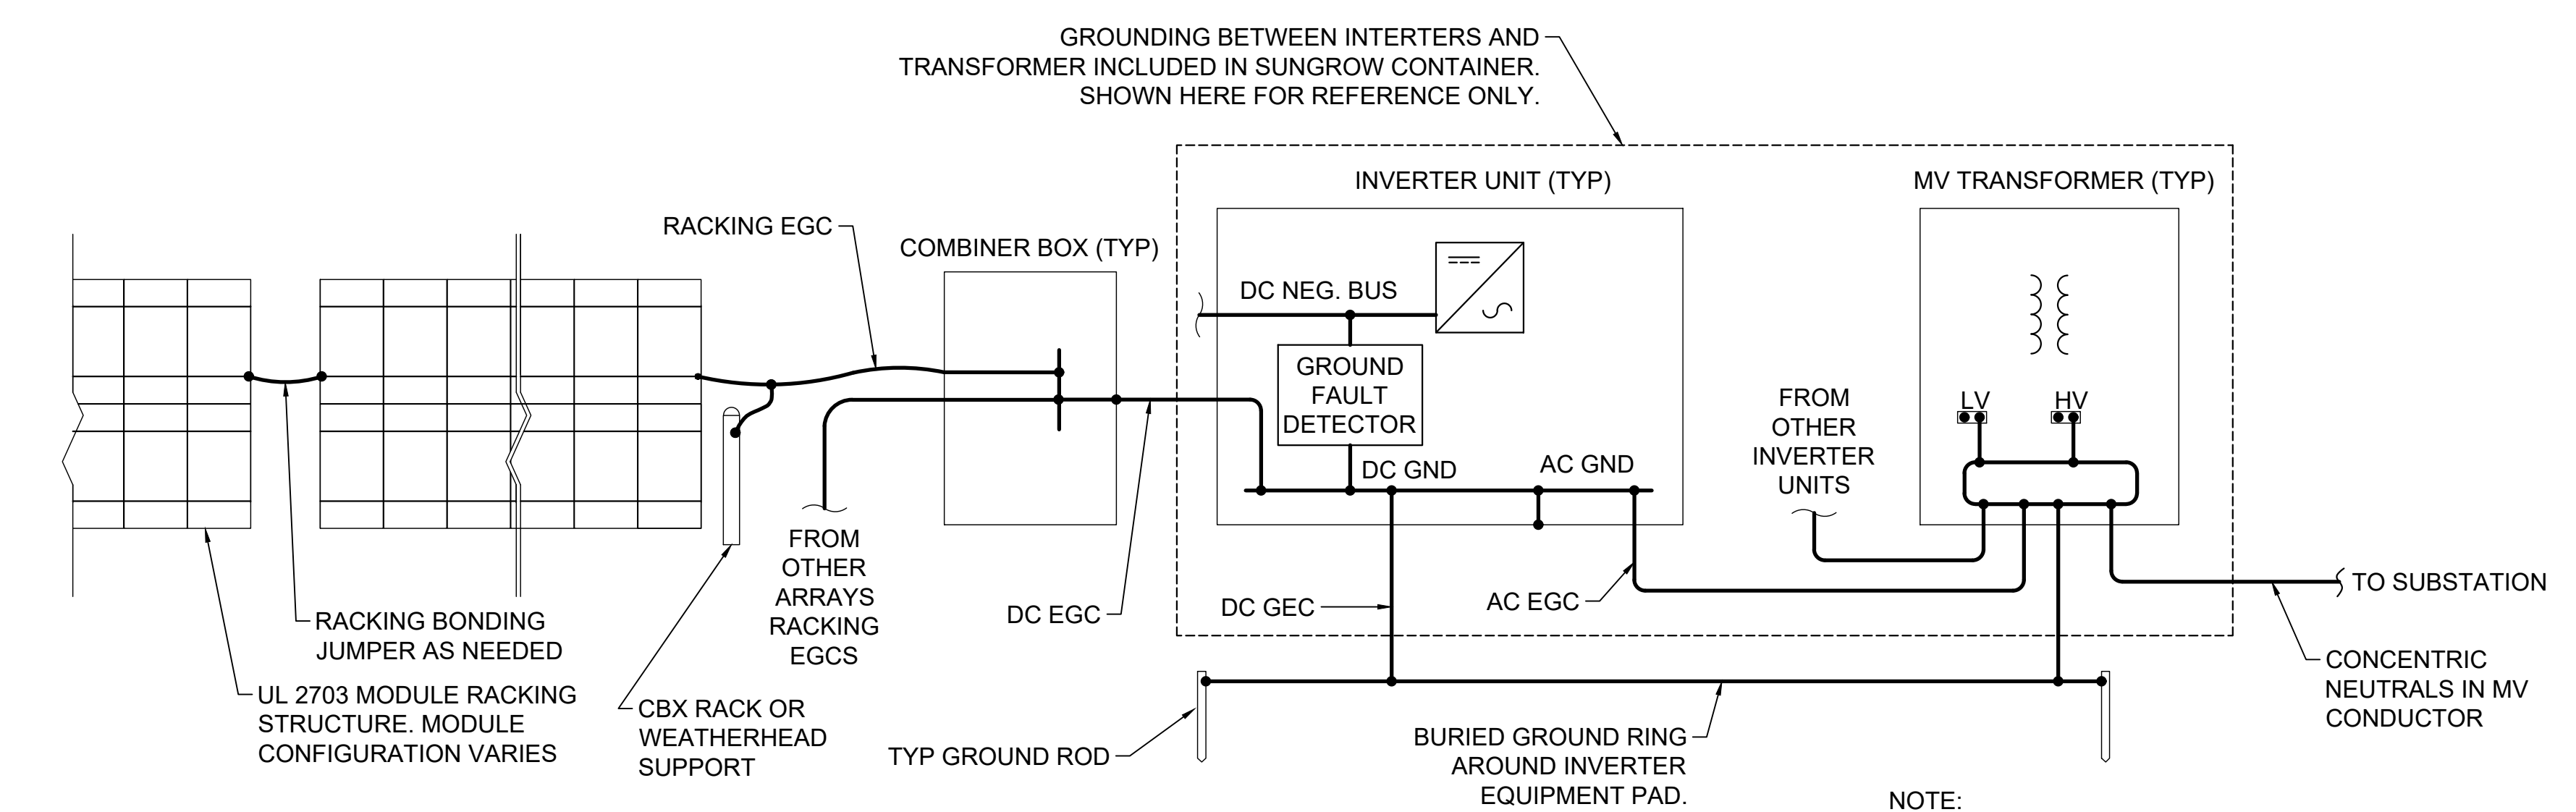 GROUNDING BETWEEN INTERTERS AND
TRANSFORMER INCLUDED IN SUNGROW CONTAINER.
SHOWN HERE FOR REFERENCE ONLY.
INVERTER UNIT (TYP)
MV TRANSFORMER (TYP)
RACKING EGC
COMBINER BOX (TYP)
DC NEG. BUS
GROUND
FAULT
DETECTOR
DC GND
AC GND
FROM
OTHER
INVERTER
UNITS
LV
HV
FROM
OTHER
ARRAYS
RACKING
EGCS
DC EGC
DC GEC
AC EGC
TO SUBSTATION
RACKING BONDING
JUMPER AS NEEDED
UL 2703 MODULE RACKING
STRUCTURE. MODULE
CONFIGURATION VARIES
CBX RACK OR
WEATHERHEAD
SUPPORT
TYP GROUND ROD
BURIED GROUND RING
AROUND INVERTER
EQUIPMENT PAD.
CONCENTRIC
NEUTRALS IN MV
CONDUCTOR
NOTE: